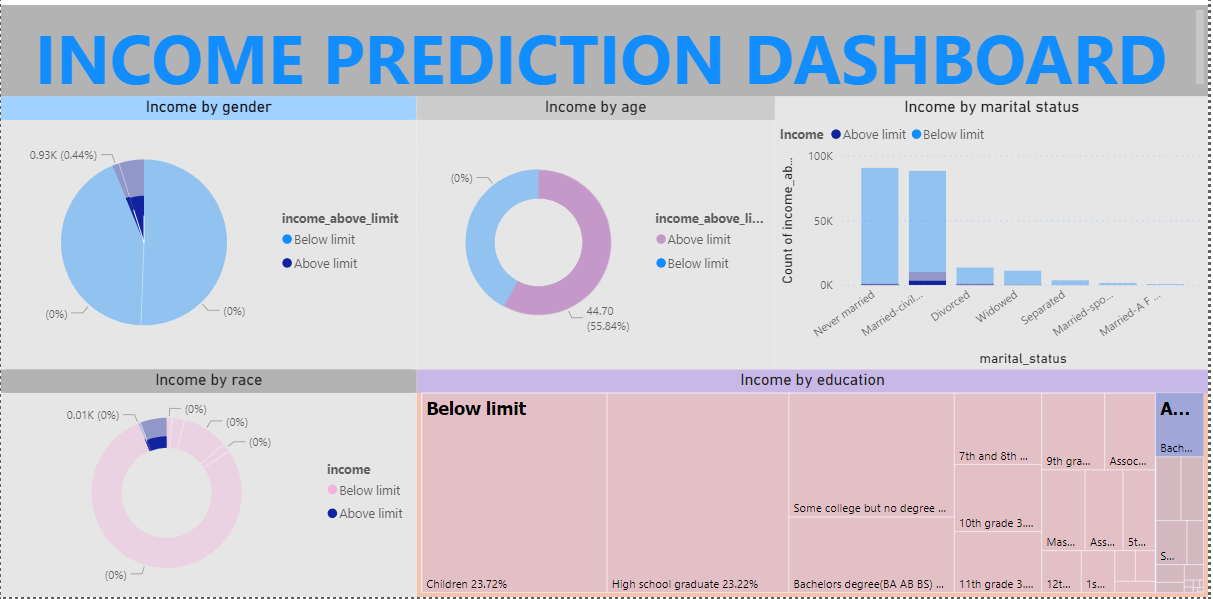 INCOME PREDICTION DASHBOARD
Income by gender
0.93K (0.44%)
(0%)
(0%)
income_above_limit
Below limit
Above limit
Income by age
(0%)
44.70
(55.84%)
income_above_li...
Above limit
Below limit
Income by marital status
Income Above limit Below limit
Count of income_ab...
100K
50K
0K
Never married
Married-civil...
Divorced
Widowed
Separated
Married-spo...
Married-A F ...
marital_status
Income by race
0.01K (0%)
(0%)
(0%)
(0%)
(0%)
income
Below limit
Above limit
Income by education
Below limit
Children 23.72%
High school graduate 23.22%
Some college but no degree ...
Bachelors degree(BA AB BS) ...
7th and 8th ...
10th grade 3....
11th grade 3....
9th gra...
Assoc...
Mas...
Ass...
5t...
12t...
1s...
A...
Bach...
S...